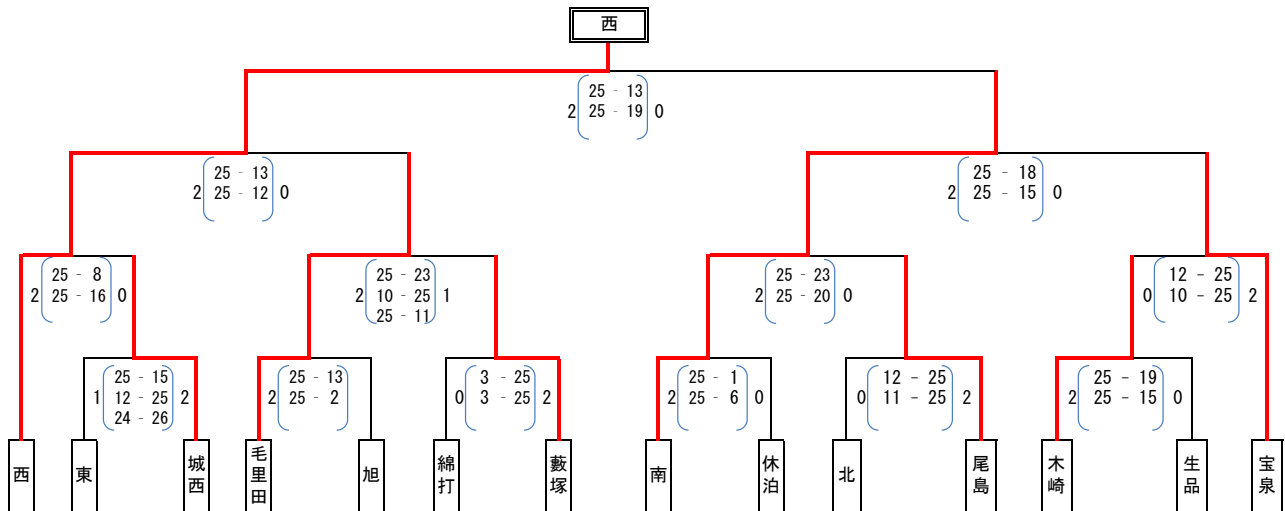 西
25 - 13
2 25 - 19 0
25 - 13
2 25 - 12 0
25 - 18
2 25 - 15 0
25 - 8
2 25 - 16 0
25 - 23
2 10 - 25 1
25 - 11
25 - 23
2 25 - 20 0
12 - 25
0 10 - 25 2
25 - 15
1 12 - 25 2
24 - 26
25 - 13
2 25 - 2
3 - 25
0 3 - 25 2
25 - 1
2 25 - 6 0
12 - 25
0 11 - 25 2
25 - 19
2 25 - 15 0
西
東
城西
毛里田
旭
綿打
藪塚
南
休泊
北
尾島
木崎
生品
宝泉